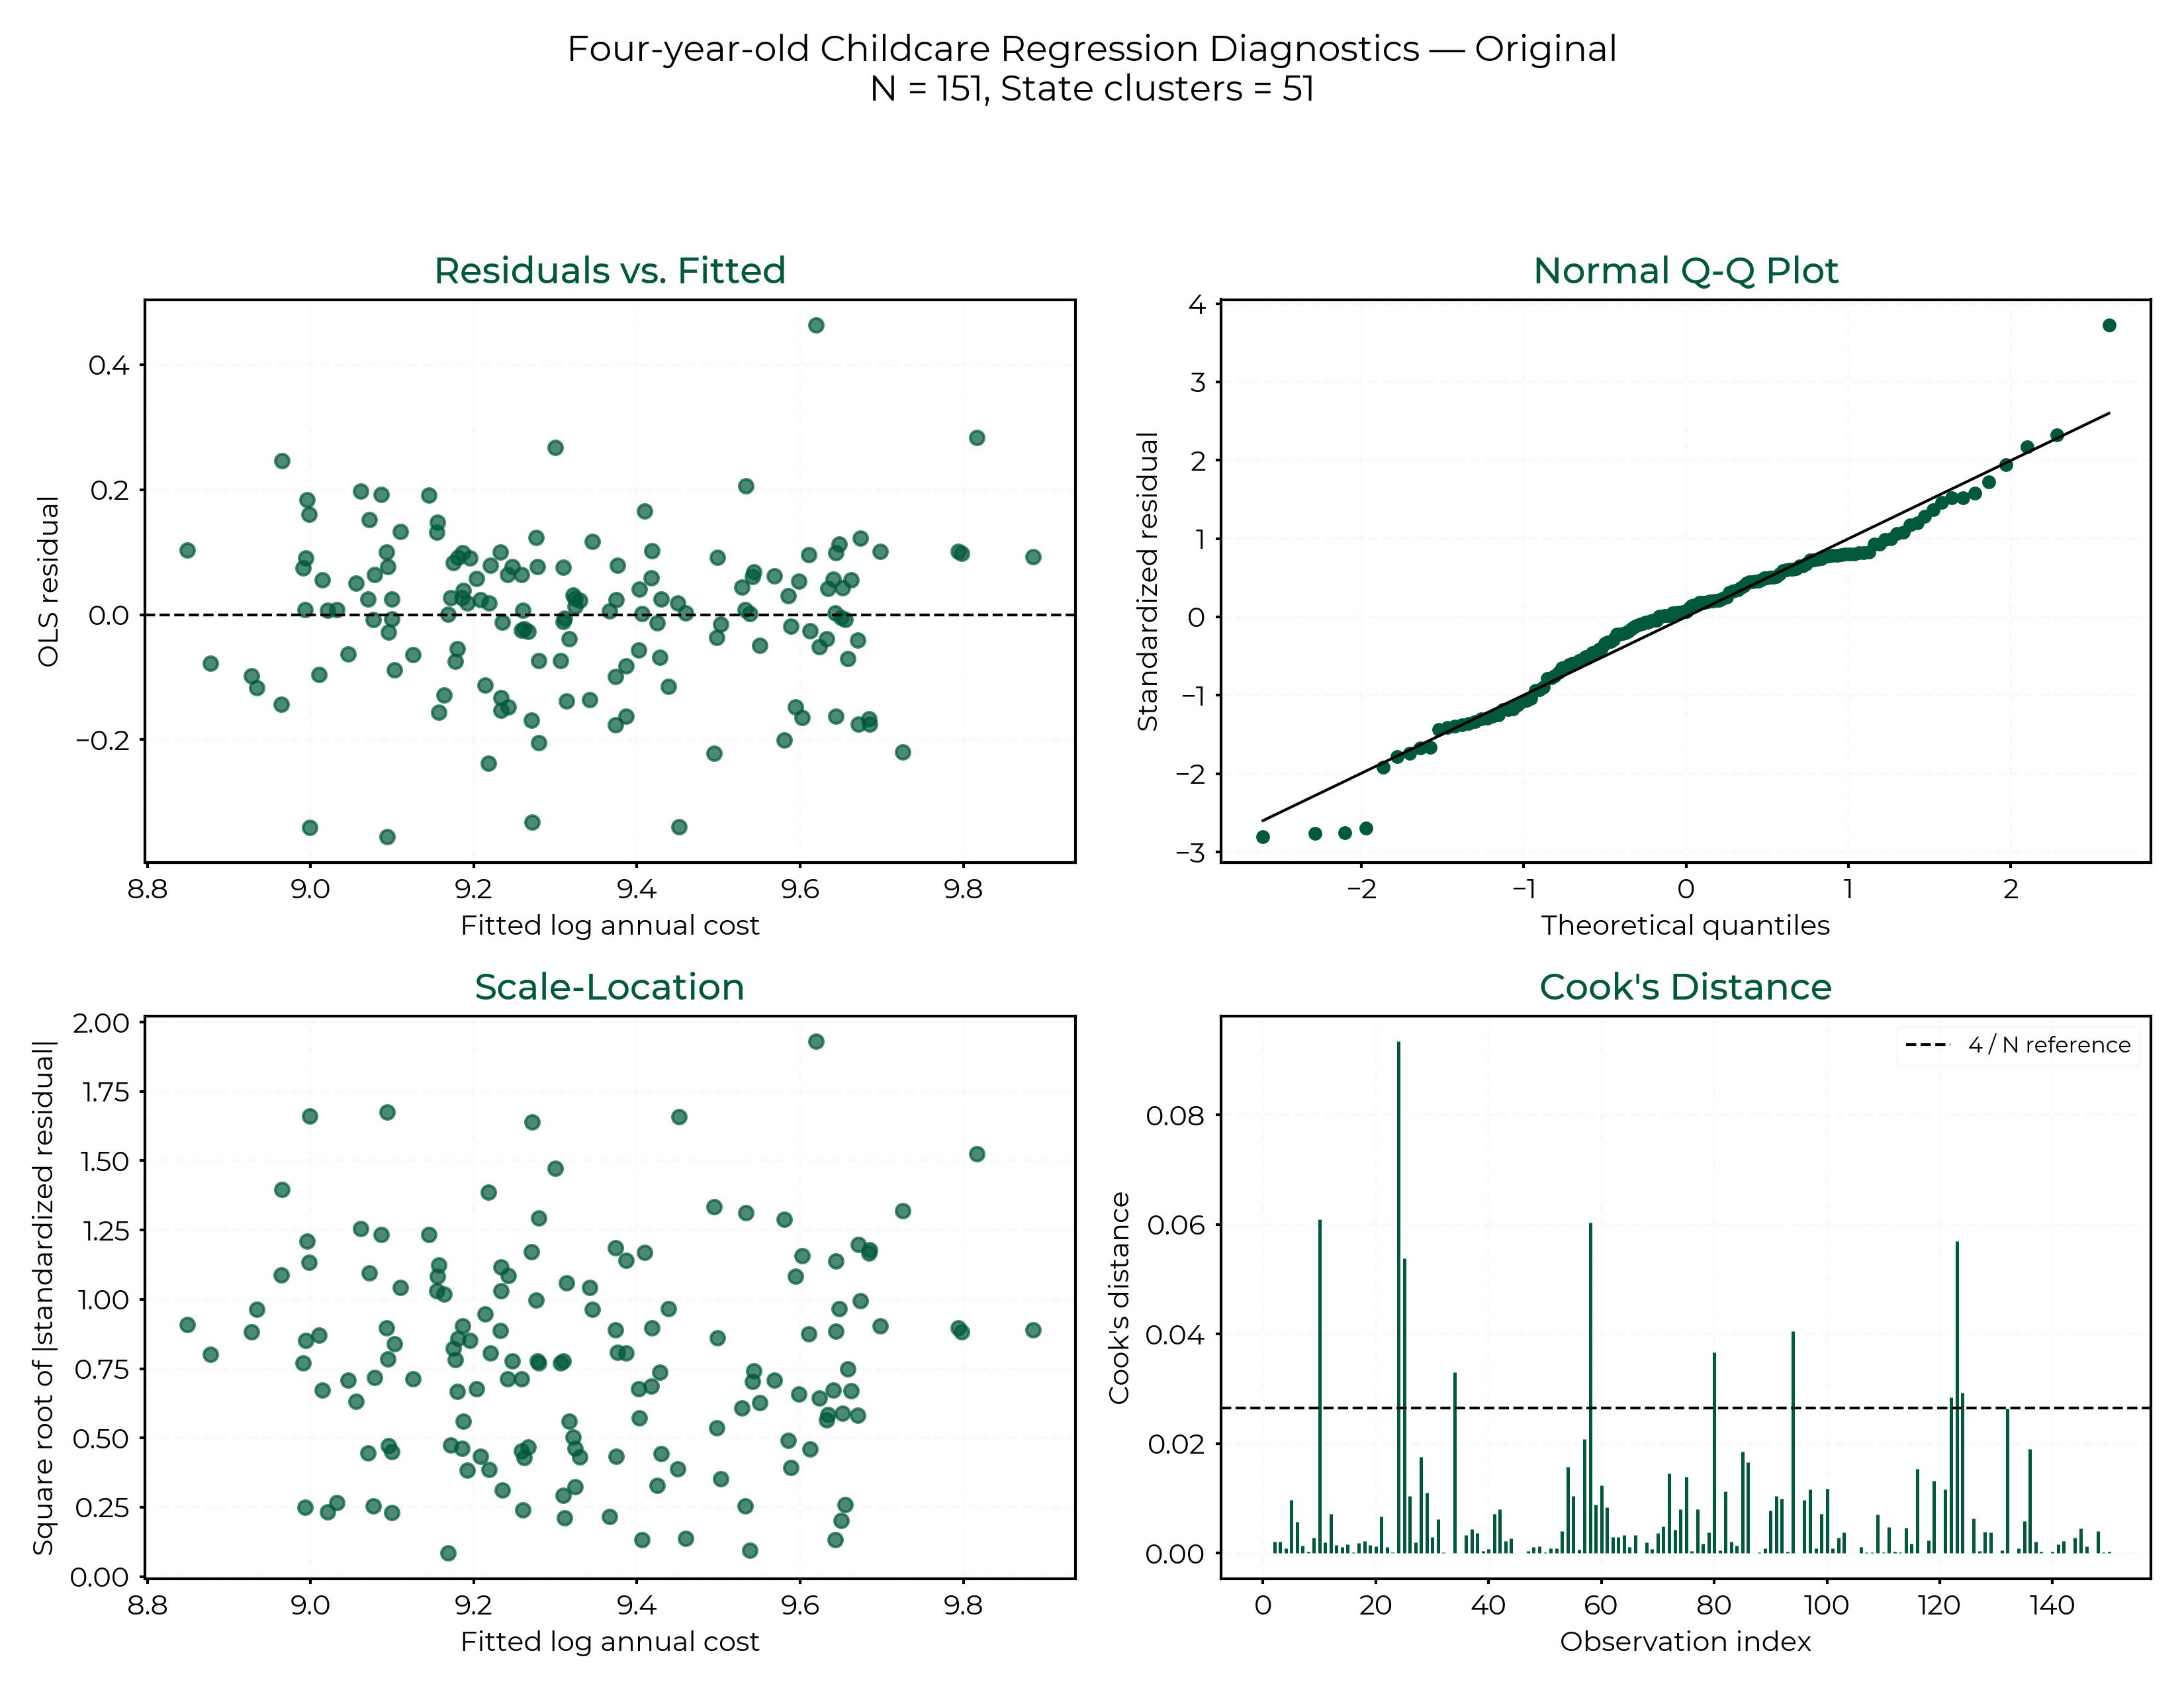 Four-year-old Childcare Regression Diagnostics — Original
N = 151, State clusters = 51
Residuals vs. Fitted
OLS residual
0.4
0.2
0.0
−0.2
8.8 9.0 9.2 9.4 9.6 9.8
Fitted log annual cost
Normal Q-Q Plot
Standardized residual
4
3
2
1
0
−1
−2
−3
−2 −1 0 1 2
Theoretical quantiles
Scale-Location
Square root of |standardized residual|
2.00
1.75
1.50
1.25
1.00
0.75
0.50
0.25
0.00
8.8 9.0 9.2 9.4 9.6 9.8
Fitted log annual cost
Cook's Distance
4 / N reference
Cook's distance
0.08
0.06
0.04
0.02
0.00
0 20 40 60 80 100 120 140
Observation index